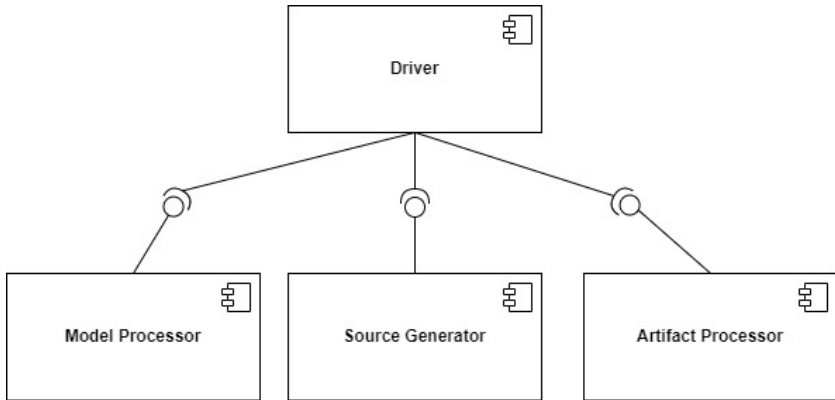 Driver
Model Processor
Source Generator
Artifact Processor